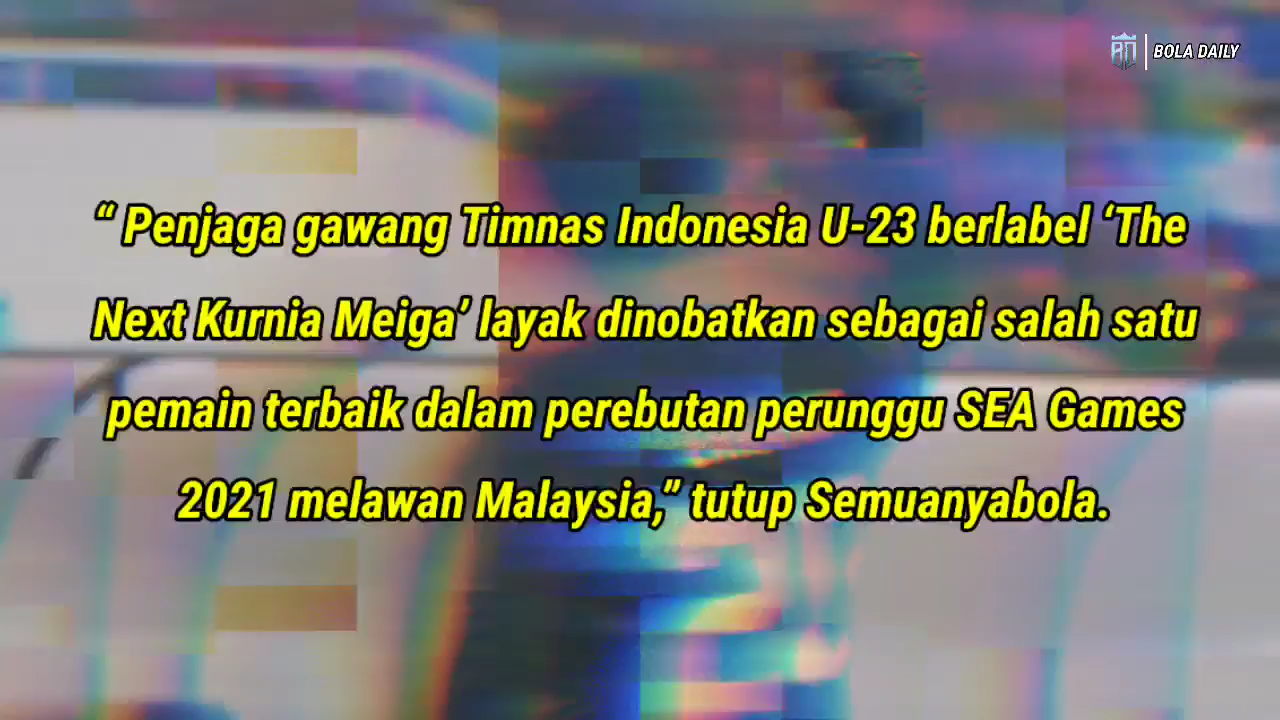 BOLA DAILY
“ Penjaga gawang Timnas Indonesia U-23 berlabel ‘The
Next Kurnia Meiga’ layak dinobatkan sebagai salah satu
pemain terbaik dalam perebutan perunggu SEA Games
2021 melawan Malaysia,” tutup Semuanyabola.